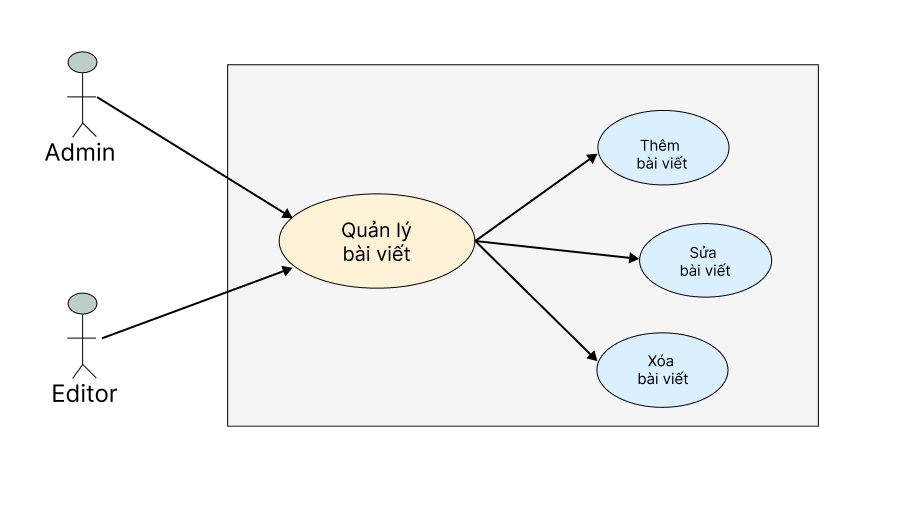 Admin
Editor
Quản lý
bài viết
Thêm
bài viết
Sửa
bài viết
Xóa
bài viết